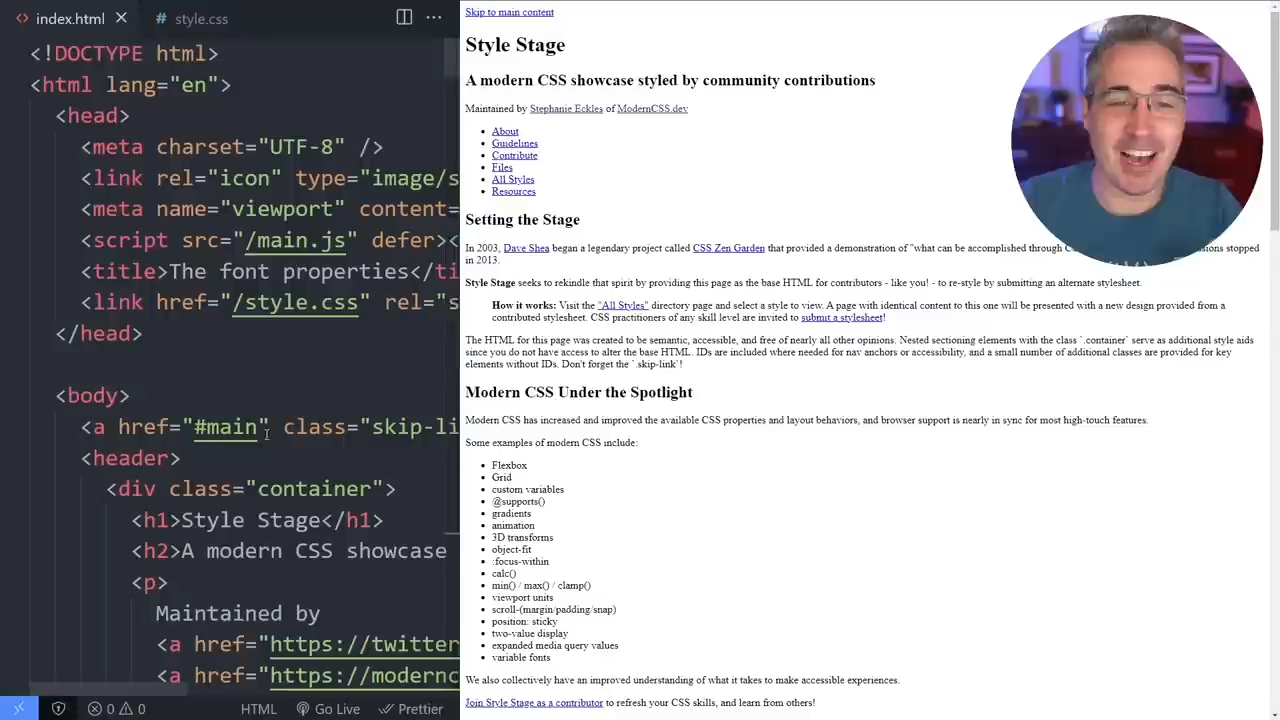 index.html
style.css
<!DOCTYPE html>
<html lang="en">
<head>
<meta charset="UTF-8" />
<link rel="icon" type="image/s
<meta name="viewport" content=
<script src="/main.js" defer><
<title>The font properties</ti
<link href="/style.css" rel="s
</head>
<body>
<a href="#main" class="skip-li
<header>
<div class="container">
<h1>Style Stage</h1>
<h2>A modern CSS showcase
<p>
Maintained by
<a href="https://twitter
<a href="https://modernc
0 0
HTML
Go Live
Prettier
Skip to main content
Style Stage
A modern CSS showcase styled by community contributions
Maintained by Stephanie Eckles of ModernCSS.dev
About
Guidelines
Contribute
Files
All Styles
Resources
Setting the Stage
In 2003, Dave Shea began a legendary project called CSS Zen Garden that provided a demonstration of "what can be accomplished through stopped
in 2013.
Style Stage seeks to rekindle that spirit by providing this page as the base HTML for contributors - like you! - to re-style by submitting an alternate stylesheet.
How it works: Visit the "All Styles" directory page and select a style to view. A page with identical content to this one will be presented with a new design provided from a
contributed stylesheet. CSS practitioners of any skill level are invited to submit a stylesheet!
The HTML for this page was created to be semantic, accessible, and free of nearly all other opinions. Nested sectioning elements with the class `.container` serve as additional style aids
since you do not have access to alter the base HTML. IDs are included where needed for nav anchors or accessibility, and a small number of additional classes are provided for key
elements without IDs. Don't forget the `.skip-link`!
Modern CSS Under the Spotlight
Modern CSS has increased and improved the available CSS properties and layout behaviors, and browser support is nearly in sync for most high-touch features.
Some examples of modern CSS include:
Flexbox
Grid
custom variables
@supports()
gradients
animation
3D transforms
object-fit
:focus-within
calc()
min() / max() / clamp()
viewport units
scroll-(margin/padding/snap)
position: sticky
two-value display
expanded media query values
variable fonts
We also collectively have an improved understanding of what it takes to make accessible experiences.
Join Style Stage as a contributor to refresh your CSS skills, and learn from others!